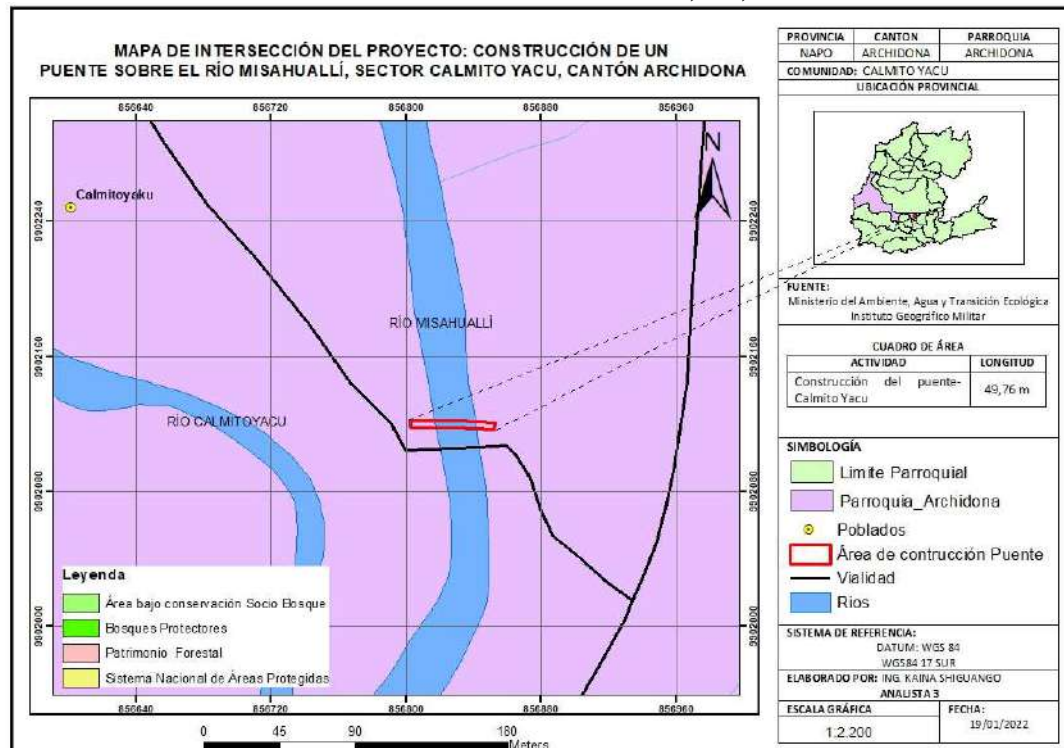 MAPA DE INTERSECCIÓN DEL PROYECTO: CONSTRUCCIÓN DE UN
PUENTE SOBRE EL RÍO MISAHUALLÍ, SECTOR CALMITO YACU, CANTÓN ARCHIDONA
856640 856720 856800 856880 856960
9902240 9902240
9902160 9902160
9902080 9902080
9902000 9902000
Calmitoyaku
N
RÍO MISAHUALLÍ
RÍO CALMITOYACU
Leyenda
Área bajo conservación Socio Bosque
Bosques Protectores
Patrimonio Forestal
Sistema Nacional de Áreas Protegidas
856640 856720 856800 856880 856960
0 45 90 180
Meters
PROVINCIA CANTON PARROQUIA
NAPO ARCHIDONA ARCHIDONA
COMUNIDAD: CALMITO YACU
UBICACIÓN PROVINCIAL
FUENTE:
Ministerio del Ambiente, Agua y Transición Ecológica
Instituto Geográfico Militar
CUADRO DE ÁREA
ACTIVIDAD LONGITUD
Construcción del puente-
Calmito Yacu
49,76 m
SIMBOLOGÍA
Limite Parroquial
Parroquia_Archidona
Poblados
Área de contrucción Puente
Vialidad
Rios
SISTEMA DE REFERENCIA:
DATUM: WGS 84
WGS84 17 SUR
ELABORADO POR: ING. KAINA SHIGUANGO
ANALISTA 3
ESCALA GRÁFICA FECHA:
1:2.200 19/01/2022